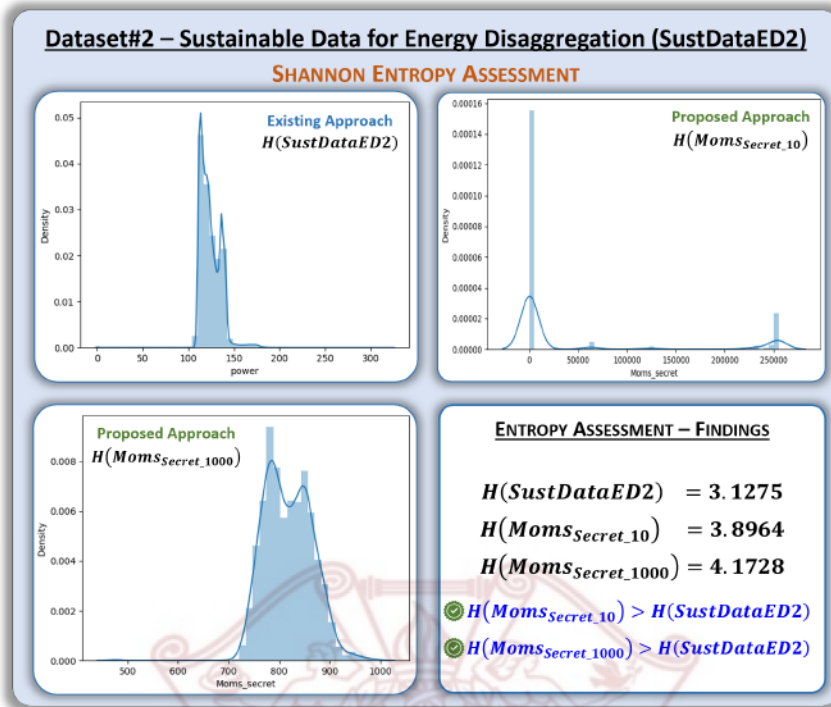 Dataset#2 – Sustainable Data for Energy Disaggregation (SustDataED2)
SHANNON ENTROPY ASSESSMENT
Existing Approach
H(SustDataED2)
0.05
0.04
0.03
0.02
0.01
0.00
Density
0 50 100 150 200 250 300
power
Proposed Approach
H(Moms_Secret_10)
0.00016
0.00014
0.00012
0.00010
0.00008
0.00006
0.00004
0.00002
0.00000
Density
0 50000 100000 150000 200000 250000
Moms_secret
Proposed Approach
H(Moms_Secret_1000)
0.008
0.006
0.004
0.002
0.000
Density
500 600 700 800 900 1000
Moms_secret
ENTROPY ASSESSMENT – FINDINGS
H(SustDataED2) = 3.1275
H(Moms_Secret_10) = 3.8964
H(Moms_Secret_1000) = 4.1728
H(Moms_Secret_10) > H(SustDataED2)
H(Moms_Secret_1000) > H(SustDataED2)